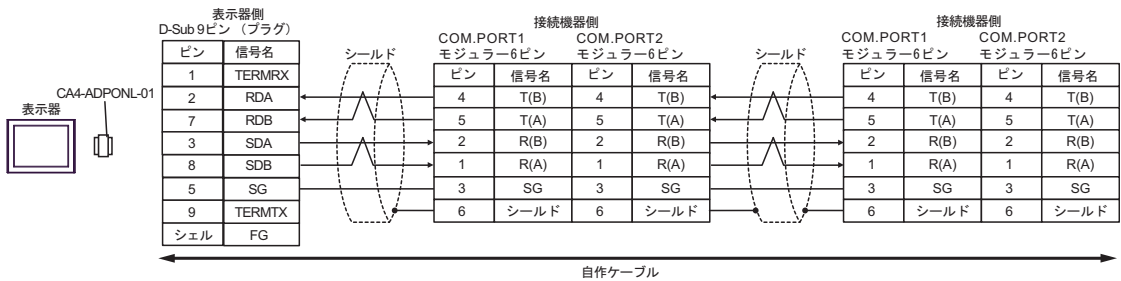 表示器側
D-Sub 9ピン （プラグ）
接続機器側
COM.PORT1 COM.PORT2
モジュラー6ピン モジュラー6ピン
接続機器側
COM.PORT1 COM.PORT2
モジュラー6ピン モジュラー6ピン
シールド
シールド
表示器
CA4-ADPONL-01
ピン 信号名
1 TERMRX
2 RDA
7 RDB
3 SDA
8 SDB
5 SG
9 TERMTX
シェル FG
ピン 信号名 ピン 信号名
4 T(B) 4 T(B)
5 T(A) 5 T(A)
2 R(B) 2 R(B)
1 R(A) 1 R(A)
3 SG 3 SG
6 シールド 6 シールド
ピン 信号名 ピン 信号名
4 T(B) 4 T(B)
5 T(A) 5 T(A)
2 R(B) 2 R(B)
1 R(A) 1 R(A)
3 SG 3 SG
6 シールド 6 シールド
自作ケーブル